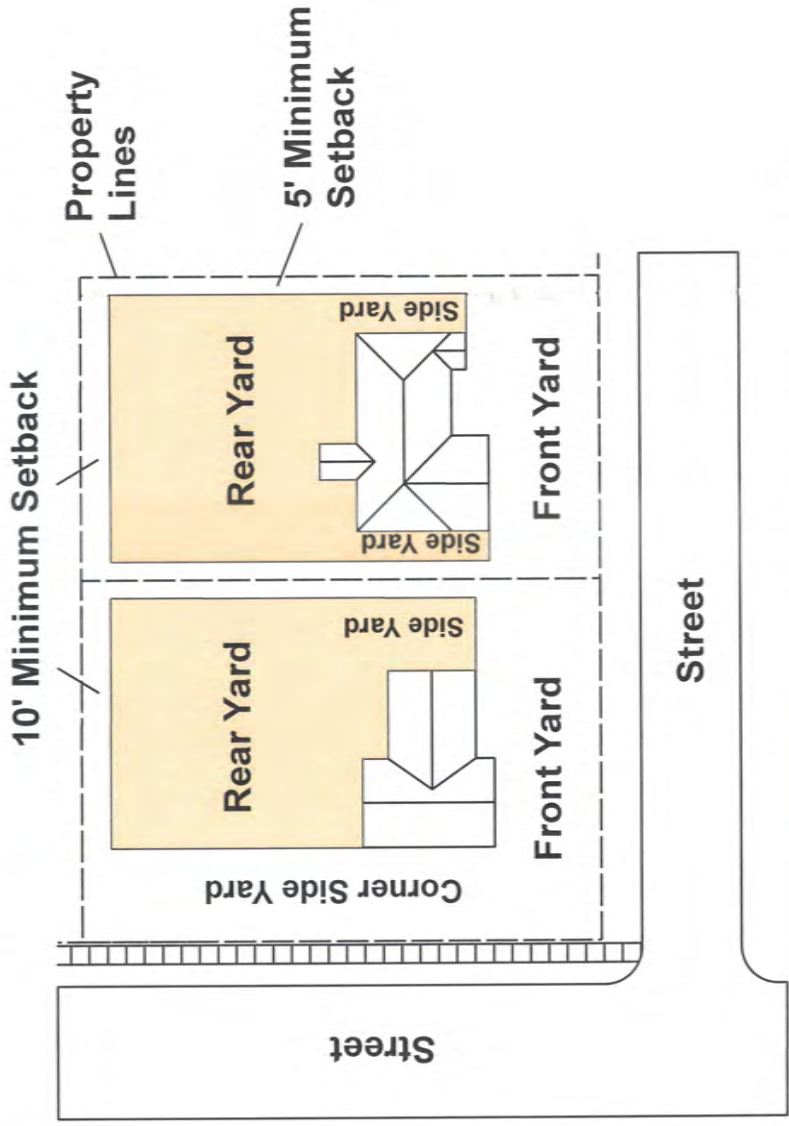 10' Minimum Setback
Property
Lines
5' Minimum
Setback
Rear Yard
Rear Yard
Side Yard
Side Yard
Side Yard
Corner Side Yard
Front Yard
Front Yard
Street
Street